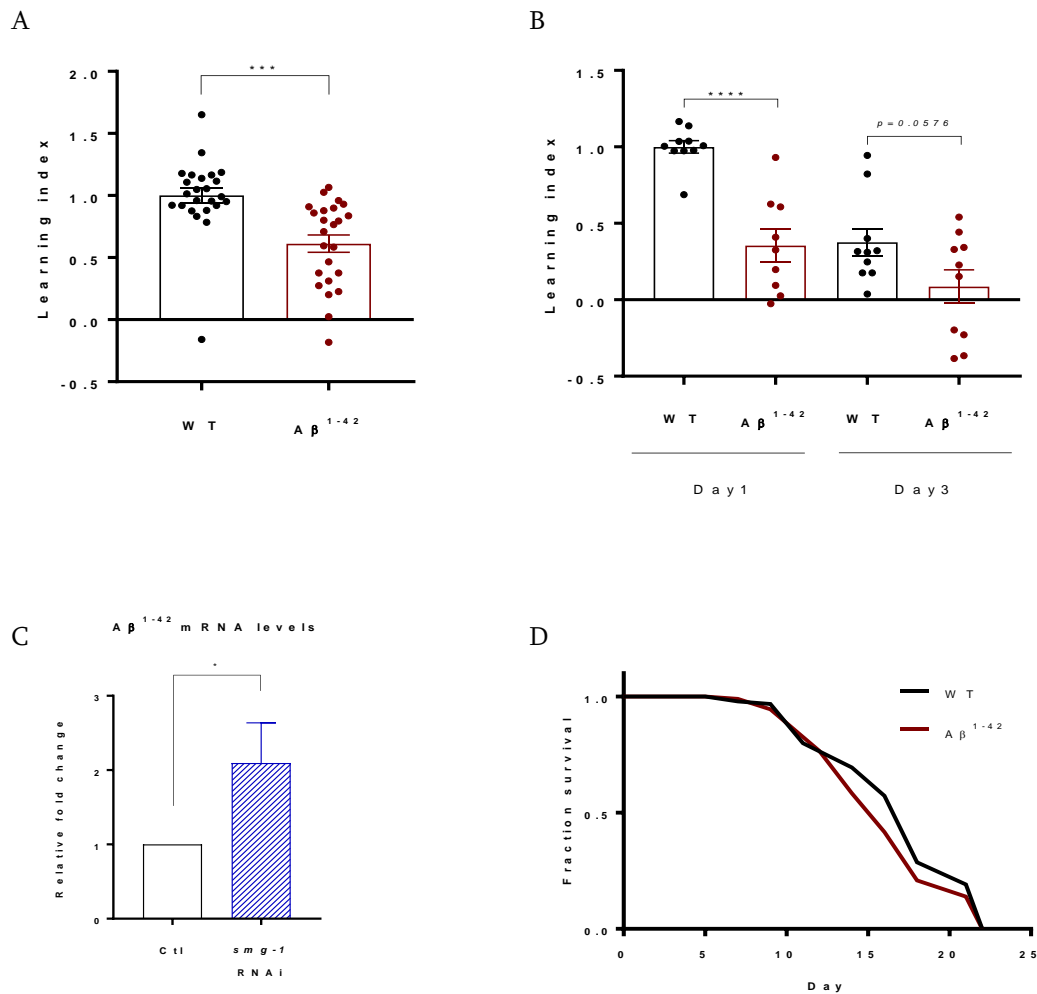 A
***
2.0
1.5
1.0
0.5
0.0
-0.5
Learning index
WT
Aβ¹⁻⁴²
B
****
p=0.0576
1.5
1.0
0.5
0.0
-0.5
Learning index
WT
Aβ¹⁻⁴²
WT
Aβ¹⁻⁴²
Day1
Day3
C
Aβ¹⁻⁴² mRNA levels
*
3
2
1
0
Relative fold change
Ctl
smg-1
RNAi
D
1.0
0.5
0.0
Fraction survival
WT
Aβ¹⁻⁴²
0 5 10 15 20 25
Day